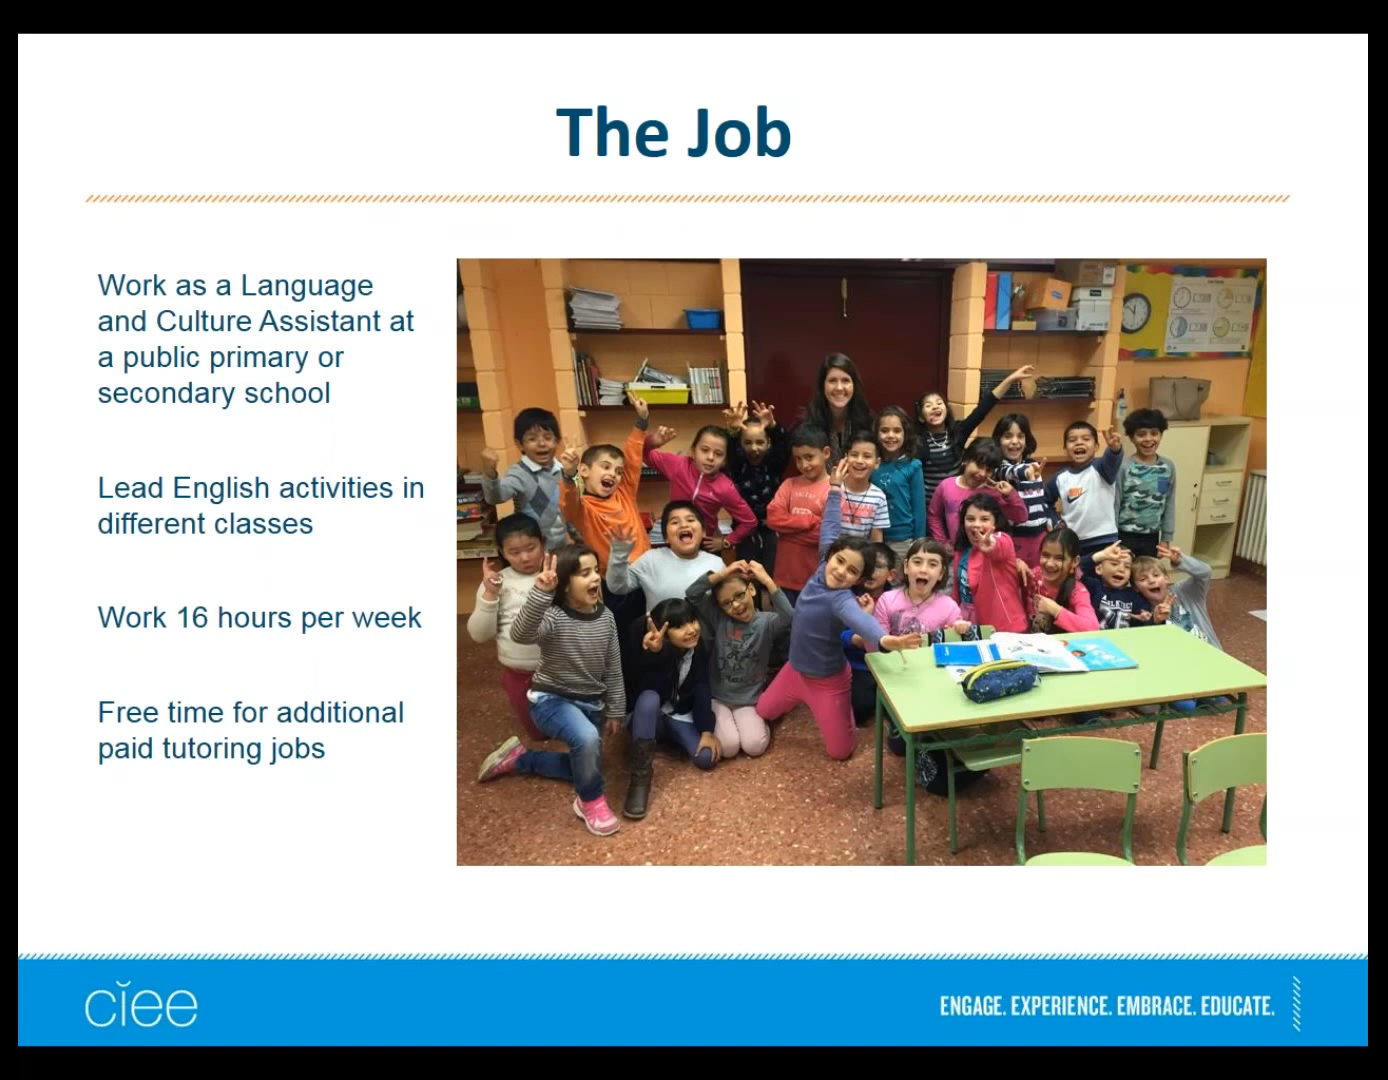 The Job
Work as a Language
and Culture Assistant at
a public primary or
secondary school
Lead English activities in
different classes
Work 16 hours per week
Free time for additional
paid tutoring jobs
ciee
ENGAGE. EXPERIENCE. EMBRACE. EDUCATE.